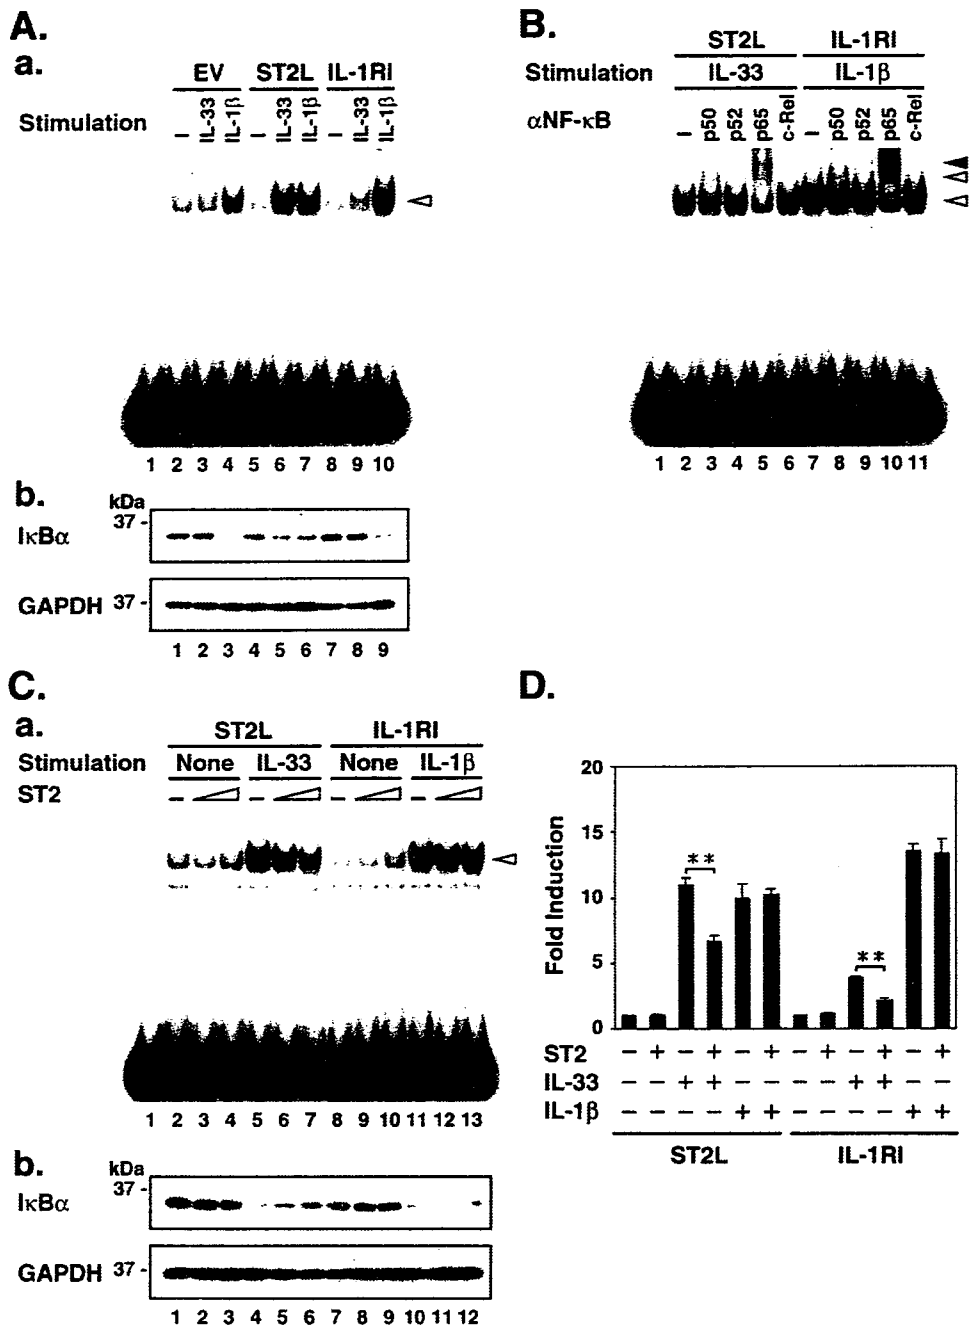 A.
a.
EV ST2L IL-1RI
Stimulation – IL-33 IL-1β – IL-33 IL-1β – IL-33 IL-1β
1 2 3 4 5 6 7 8 9 10
b.
kDa
IκBα 37 -
GAPDH 37 -
1 2 3 4 5 6 7 8 9
B.
ST2L IL-1RI
Stimulation IL-33 IL-1β
αNF-κB – p50 p52 p65 c-Rel – p50 p52 p65 c-Rel
1 2 3 4 5 6 7 8 9 10 11
C.
a.
ST2L IL-1RI
Stimulation None IL-33 None IL-1β
ST2 – – – –
1 2 3 4 5 6 7 8 9 10 11 12 13
b.
kDa
IκBα 37 -
GAPDH 37 -
1 2 3 4 5 6 7 8 9 10 11 12
D.
Fold Induction
20
15
10
5
0
** **
ST2 – + – + – + – + – + – +
IL-33 – – + + – – – – + + – –
IL-1β – – – – + + – – – – + +
ST2L IL-1RI